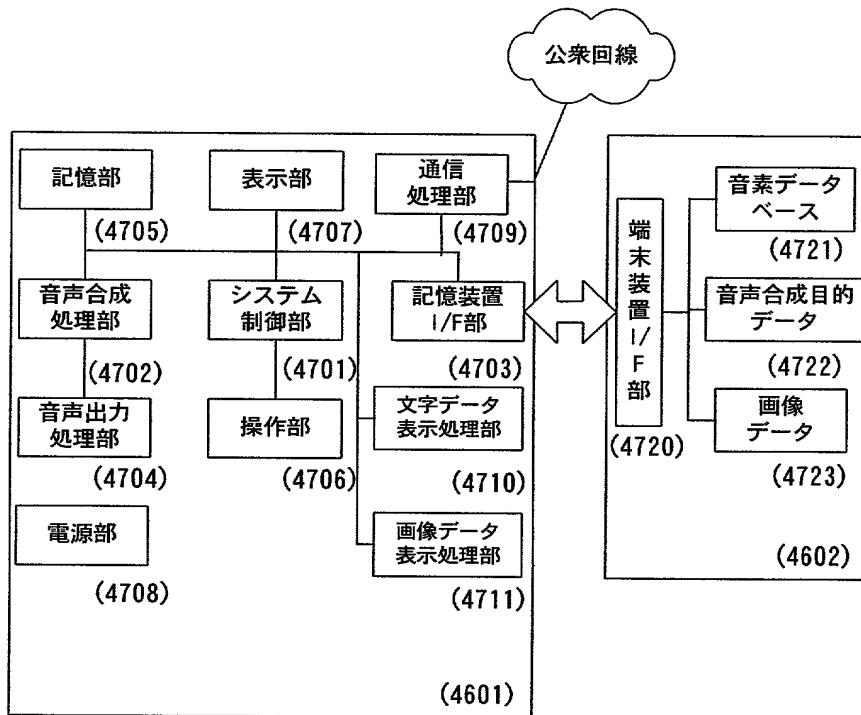 公衆回線
記憶部
(4705)
表示部
(4707)
通信
処理部
(4709)
音声合成
処理部
(4702)
システム
制御部
(4701)
記憶装置
I/F部
(4703)
音声出力
処理部
(4704)
操作部
(4706)
文字データ
表示処理部
(4710)
電源部
(4708)
画像データ
表示処理部
(4711)
(4601)
端
末
装
置
I/
F
部
(4720)
音素データ
ベース
(4721)
音声合成目的
データ
(4722)
画像
データ
(4723)
(4602)